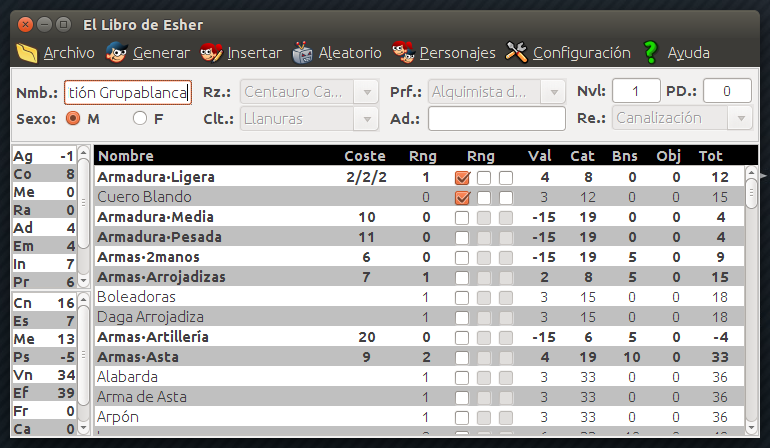 El Libro de Esher
Archivo Generar Insertar Aleatorio Personajes Configuración Ayuda
Nmb.: tión Grupablanca Rz.: Centauro Ca... Prf.: Alquimista d... Nvl: 1 PD.: 0
Sexo: M F Clt.: Llanuras Ad.: Re.: Canalización
Ag -1
Co 8
Me 0
Ra 0
Ad 4
Em 4
In 7
Pr 6
Cn 16
Es 7
Me 13
Ps -5
Vn 34
Ef 39
Fr 0
Ca 0
Nombre Coste Rng Rng Val Cat Bns Obj Tot
Armadura·Ligera 2/2/2 1 4 8 0 0 12
Cuero Blando 0 3 12 0 0 15
Armadura·Media 10 0 -15 19 0 0 4
Armadura·Pesada 11 0 -15 19 0 0 4
Armas·2manos 6 0 -15 19 5 0 9
Armas·Arrojadizas 7 1 2 8 5 0 15
Boleadoras 1 3 15 0 0 18
Daga Arrojadiza 1 3 15 0 0 18
Armas·Artillería 20 0 -15 6 5 0 -4
Armas·Asta 9 2 4 19 10 0 33
Alabarda 1 3 33 0 0 36
Arma de Asta 1 3 33 0 0 36
Arpón 1 3 33 0 0 36